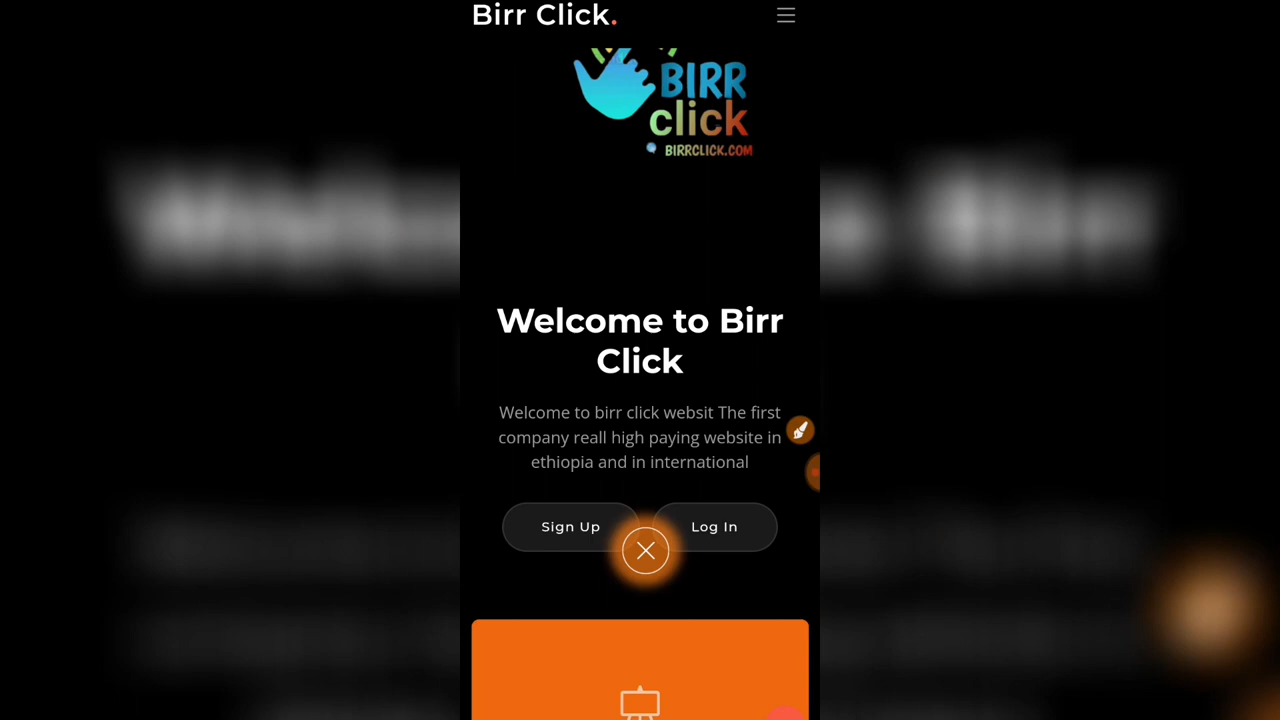 Birr Click.
BIRR
click
BIRRCLICK.COM
Welcome to Birr
Click
Welcome to birr click websit The first
company reall high paying website in
ethiopia and in international
Sign Up
Log In